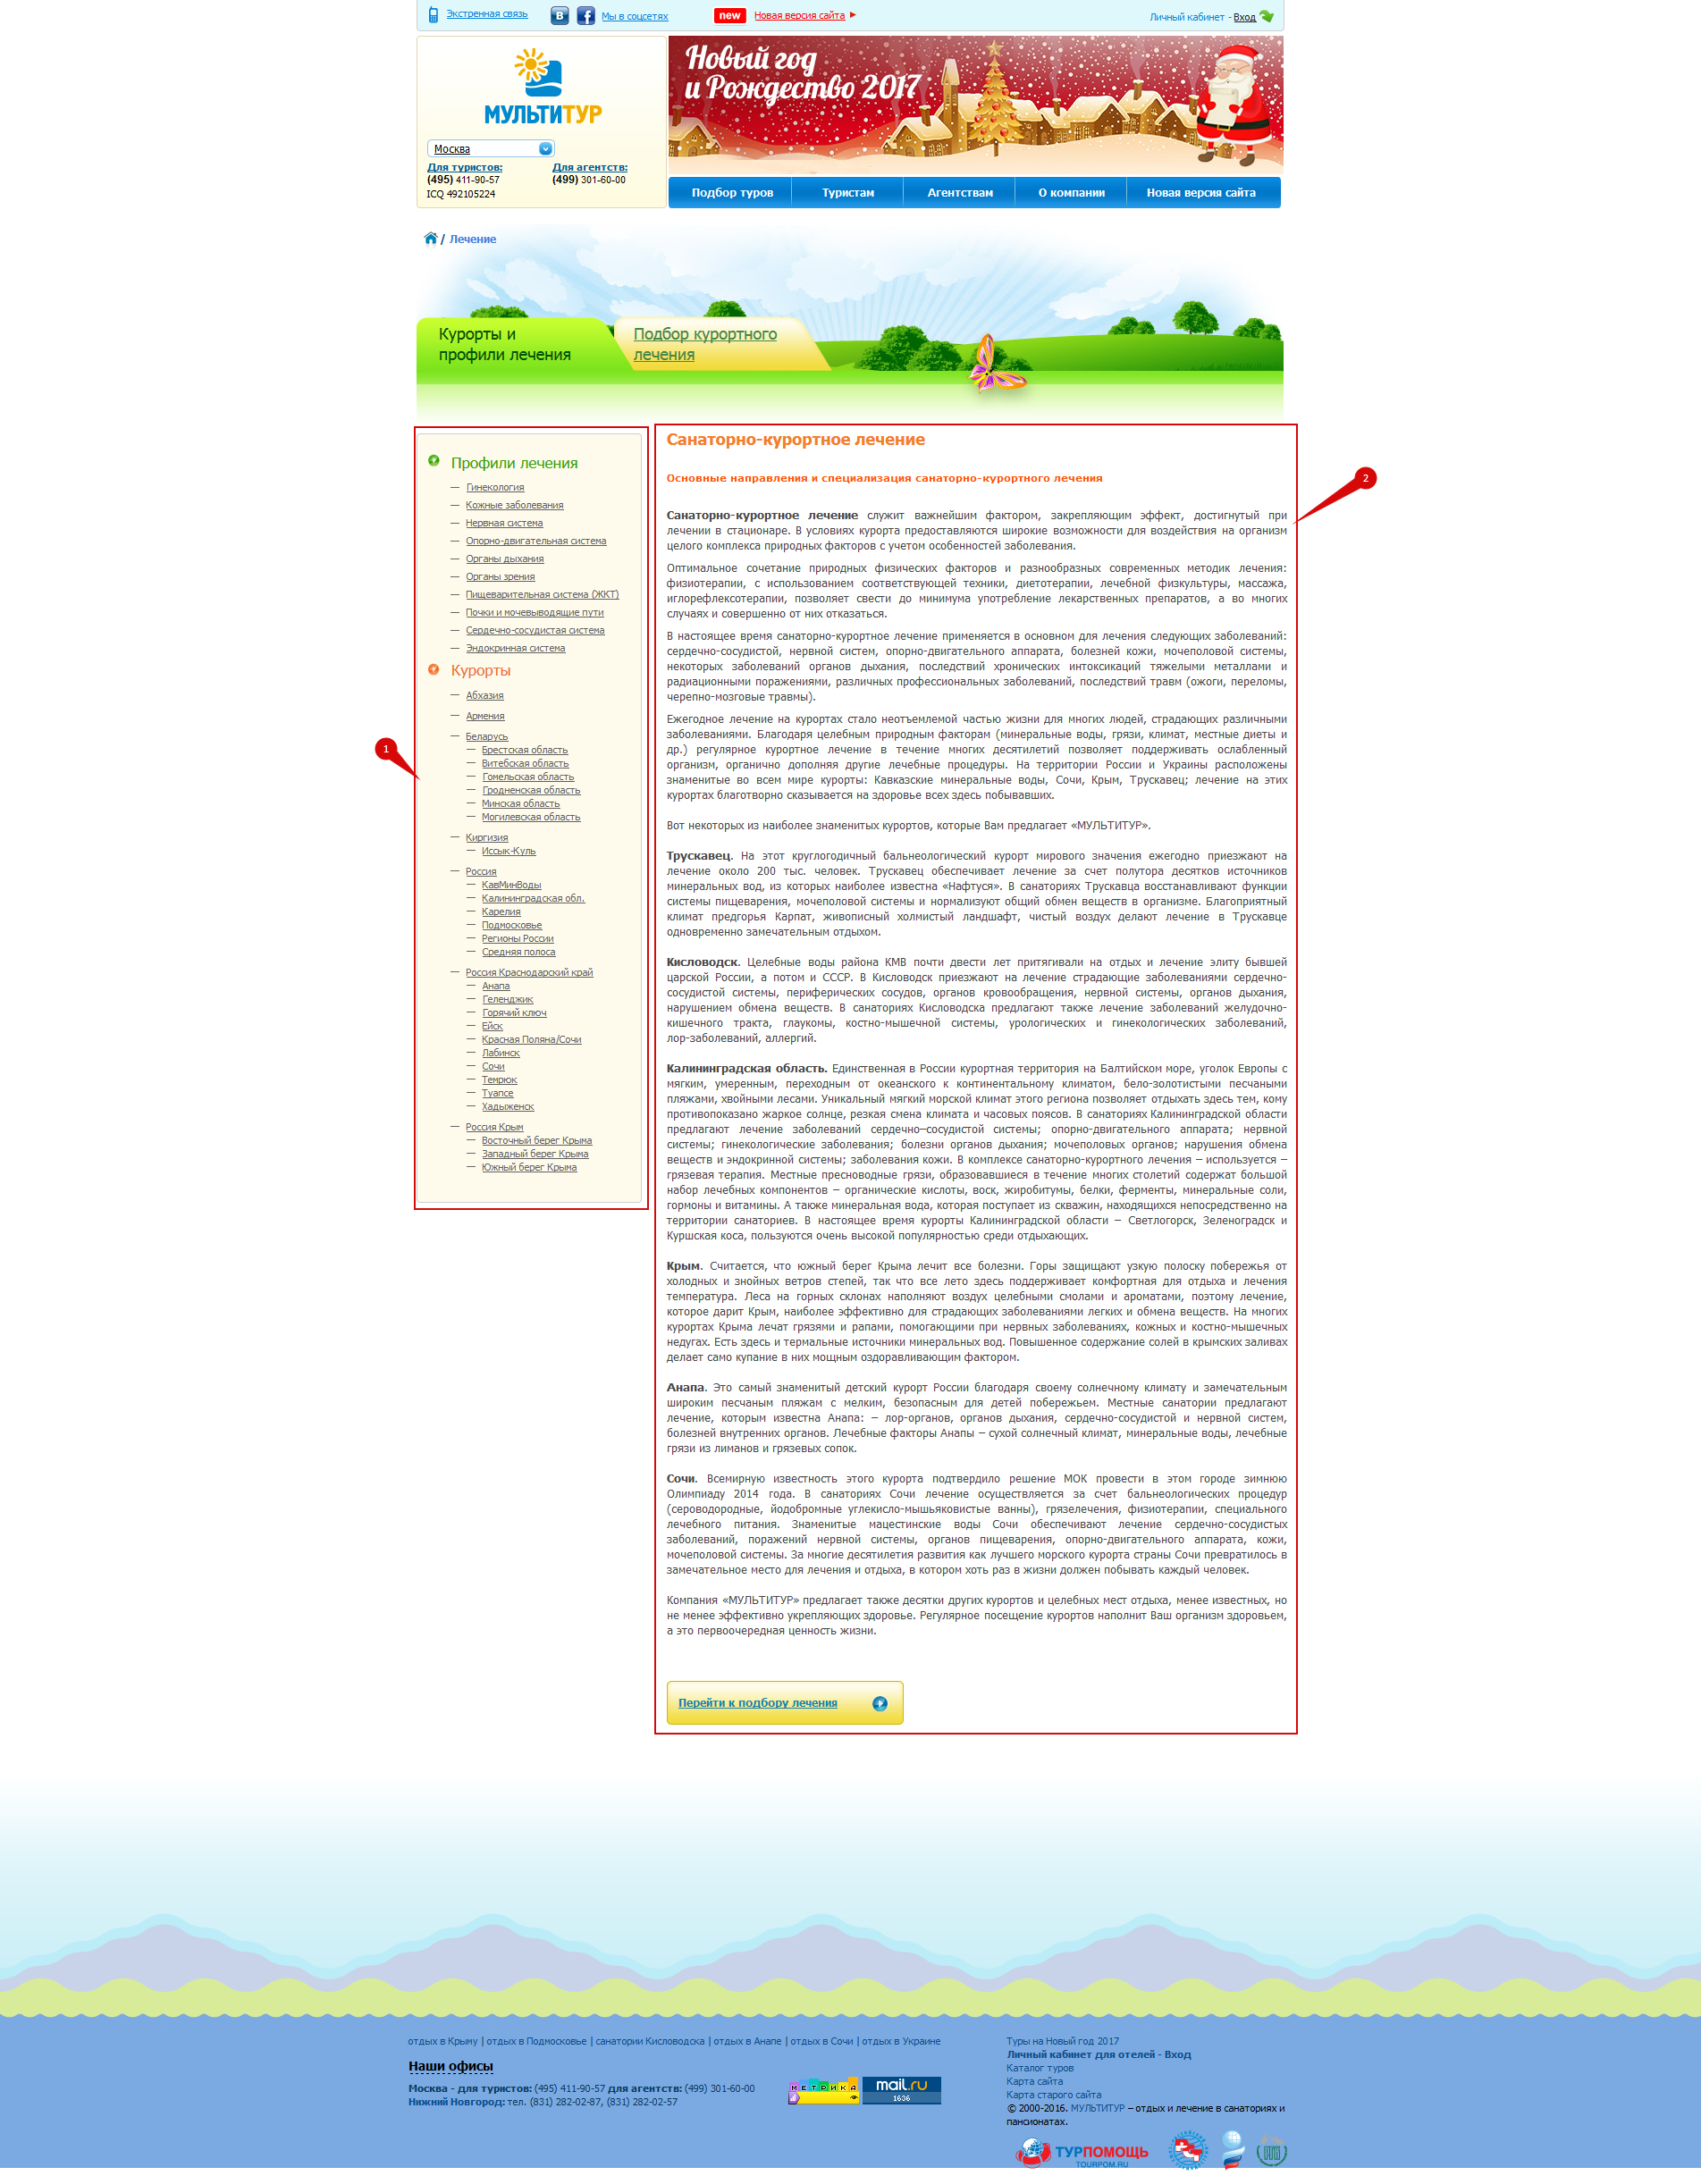 Экстренная связь
В f Мы в соцсетях
new Новая версия сайта
Личный кабинет - Вход
МУЛЬТИТУР
Москва
Для туристов:
(495) 411-90-57
ICQ 492105224
Для агентств:
(499) 301-60-00
Новый год
и Рождество 2017
Подбор туров
Туристам
Агентствам
О компании
Новая версия сайта
/ Лечение
Курорты и
профили лечения
Подбор курортного
лечения
1
Профили лечения
— Гинекология
— Кожные заболевания
— Нервная система
— Опорно-двигательная система
— Органы дыхания
— Органы зрения
— Пищеварительная система (ЖКТ)
— Почки и мочевыводящие пути
— Сердечно-сосудистая система
— Эндокринная система
Курорты
— Абхазия
— Армения
— Беларусь
— Брестская область
— Витебская область
— Гомельская область
— Гродненская область
— Минская область
— Могилевская область
— Киргизия
— Иссык-Куль
— Россия
— КавМинВоды
— Калининградская обл.
— Карелия
— Подмосковье
— Регионы России
— Средняя полоса
— Россия Краснодарский край
— Анапа
— Геленджик
— Горячий ключ
— Ейск
— Красная Поляна/Сочи
— Лабинск
— Сочи
— Темрюк
— Туапсе
— Хадыженск
— Россия Крым
— Восточный берег Крыма
— Западный берег Крыма
— Южный берег Крыма
2
Санаторно-курортное лечение
Основные направления и специализация санаторно-курортного лечения
Санаторно-курортное лечение служит важнейшим фактором, закрепляющим эффект, достигнутый при
лечении в стационаре. В условиях курорта предоставляются широкие возможности для воздействия на организм
целого комплекса природных факторов с учетом особенностей заболевания.
Оптимальное сочетание природных физических факторов и разнообразных современных методик лечения:
физиотерапии, с использованием соответствующей техники, диетотерапии, лечебной физкультуры, массажа,
иглорефлексотерапии, позволяет свести до минимума употребление лекарственных препаратов, а во многих
случаях и совершенно от них отказаться.
В настоящее время санаторно-курортное лечение применяется в основном для лечения следующих заболеваний:
сердечно-сосудистой, нервной систем, опорно-двигательного аппарата, болезней кожи, мочеполовой системы,
некоторых заболеваний органов дыхания, последствий хронических интоксикаций тяжелыми металлами и
радиационными поражениями, различных профессиональных заболеваний, последствий травм (ожоги, переломы,
черепно-мозговые травмы).
Ежегодное лечение на курортах стало неотъемлемой частью жизни для многих людей, страдающих различными
заболеваниями. Благодаря целебным природным факторам (минеральные воды, грязи, климат, местные диеты и
др.) регулярное курортное лечение в течение многих десятилетий позволяет поддерживать ослабленный
организм, органично дополняя другие лечебные процедуры. На территории России и Украины расположены
знаменитые во всем мире курорты: Кавказские минеральные воды, Сочи, Крым, Трускавец; лечение на этих
курортах благотворно сказывается на здоровье всех здесь побывавших.
Вот некоторых из наиболее знаменитых курортов, которые Вам предлагает «МУЛЬТИТУР».
Трускавец. На этот круглогодичный бальнеологический курорт мирового значения ежегодно приезжают на
лечение около 200 тыс. человек. Трускавец обеспечивает лечение за счет полутора десятков источников
минеральных вод, из которых наиболее известна «Нафтуся». В санаториях Трускавца восстанавливают функции
системы пищеварения, мочеполовой системы и нормализуют общий обмен веществ в организме. Благоприятный
климат предгорья Карпат, живописный холмистый ландшафт, чистый воздух делают лечение в Трускавце
одновременно замечательным отдыхом.
Кисловодск. Целебные воды района КМВ почти двести лет притягивали на отдых и лечение элиту бывшей
царской России, а потом и СССР. В Кисловодск приезжают на лечение страдающие заболеваниями сердечно-
сосудистой системы, периферических сосудов, органов кровообращения, нервной системы, органов дыхания,
нарушением обмена веществ. В санаториях Кисловодска предлагают также лечение заболеваний желудочно-
кишечного тракта, глаукомы, костно-мышечной системы, урологических и гинекологических заболеваний,
лор-заболеваний, аллергий.
Калининградская область. Единственная в России курортная территория на Балтийском море, уголок Европы с
мягким, умеренным, переходным от океанского к континентальному климатом, бело-золотистыми песчаными
пляжами, хвойными лесами. Уникальный мягкий морской климат этого региона позволяет отдыхать здесь тем, кому
противопоказано жаркое солнце, резкая смена климата и часовых поясов. В санаториях Калининградской области
предлагают лечение заболеваний сердечно–сосудистой системы; опорно-двигательного аппарата; нервной
системы; гинекологические заболевания; болезни органов дыхания; мочеполовых органов; нарушения обмена
веществ и эндокринной системы; заболевания кожи. В комплексе санаторно-курортного лечения – используется –
грязевая терапия. Местные пресноводные грязи, образовавшиеся в течение многих столетий содержат большой
набор лечебных компонентов – органические кислоты, воск, жиробитумы, белки, ферменты, минеральные соли,
гормоны и витамины. А также минеральная вода, которая поступает из скважин, находящихся непосредственно на
территории санаториев. В настоящее время курорты Калининградской области – Светлогорск, Зеленоградск и
Куршская коса, пользуются очень высокой популярностью среди отдыхающих.
Крым. Считается, что южный берег Крыма лечит все болезни. Горы защищают узкую полоску побережья от
холодных и знойных ветров степей, так что все лето здесь поддерживает комфортная для отдыха и лечения
температура. Леса на горных склонах наполняют воздух целебными смолами и ароматами, поэтому лечение,
которое дарит Крым, наиболее эффективно для страдающих заболеваниями легких и обмена веществ. На многих
курортах Крыма лечат грязями и рапами, помогающими при нервных заболеваниях, кожных и костно-мышечных
недугах. Есть здесь и термальные источники минеральных вод. Повышенное содержание солей в крымских заливах
делает само купание в них мощным оздоравливающим фактором.
Анапа. Это самый знаменитый детский курорт России благодаря своему солнечному климату и замечательным
широким песчаным пляжам с мелким, безопасным для детей побережьем. Местные санатории предлагают
лечение, которым известна Анапа: – лор-органов, органов дыхания, сердечно-сосудистой и нервной систем,
болезней внутренних органов. Лечебные факторы Анапы – сухой солнечный климат, минеральные воды, лечебные
грязи из лиманов и грязевых сопок.
Сочи. Всемирную известность этого курорта подтвердило решение МОК провести в этом городе зимнюю
Олимпиаду 2014 года. В санаториях Сочи лечение осуществляется за счет бальнеологических процедур
(сероводородные, йодобромные углекисло-мышьяковистые ванны), грязелечения, физиотерапии, специального
лечебного питания. Знаменитые мацестинские воды Сочи обеспечивают лечение сердечно-сосудистых
заболеваний, поражений нервной системы, органов пищеварения, опорно-двигательного аппарата, кожи,
мочеполовой системы. За многие десятилетия развития как лучшего морского курорта страны Сочи превратилось в
замечательное место для лечения и отдыха, в котором хоть раз в жизни должен побывать каждый человек.
Компания «МУЛЬТИТУР» предлагает также десятки других курортов и целебных мест отдыха, менее известных, но
не менее эффективно укрепляющих здоровье. Регулярное посещение курортов наполнит Ваш организм здоровьем,
а это первоочередная ценность жизни.
Перейти к подбору лечения
отдых в Крыму | отдых в Подмосковье | санатории Кисловодска | отдых в Анапе | отдых в Сочи | отдых в Украине
Наши офисы
Москва - для туристов: (495) 411-90-57 для агентств: (499) 301-60-00
Нижний Новгород: тел. (831) 282-02-87, (831) 282-02-57
МЕТРИКА
mail.ru
1636
Туры на Новый год 2017
Личный кабинет для отелей - Вход
Каталог туров
Карта сайта
Карта старого сайта
© 2000-2016. МУЛЬТИТУР – отдых и лечение в санаториях и
пансионатах.
ТУРПОМОЩЬ
TOURPOM.RU